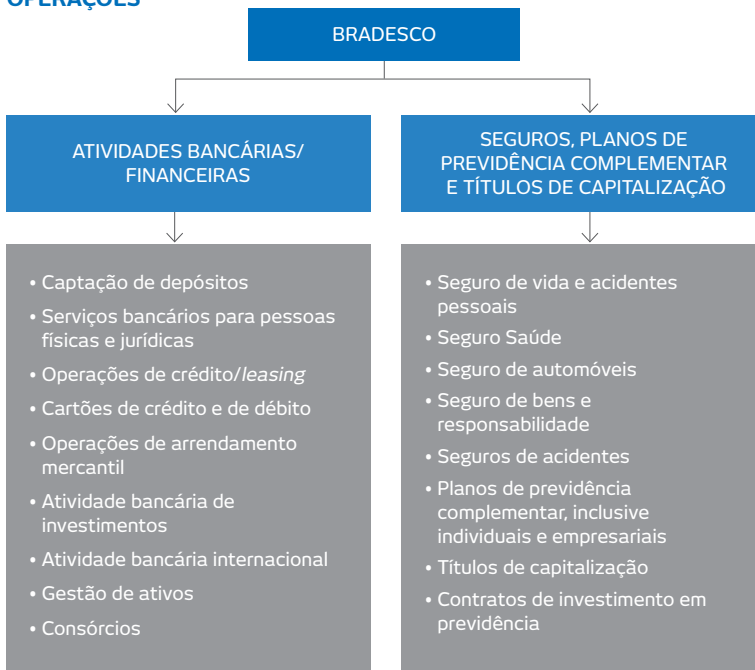 OPERAÇÕES
BRADESCO
ATIVIDADES BANCÁRIAS/
FINANCEIRAS
SEGUROS, PLANOS DE
PREVIDÊNCIA COMPLEMENTAR
E TÍTULOS DE CAPITALIZAÇÃO
• Captação de depósitos
• Serviços bancários para pessoas
físicas e jurídicas
• Operações de crédito/leasing
• Cartões de crédito e de débito
• Operações de arrendamento
mercantil
• Atividade bancária de
investimentos
• Atividade bancária internacional
• Gestão de ativos
• Consórcios
• Seguro de vida e acidentes
pessoais
• Seguro Saúde
• Seguro de automóveis
• Seguro de bens e
responsabilidade
• Seguros de acidentes
• Planos de previdência
complementar, inclusive
individuais e empresariais
• Títulos de capitalização
• Contratos de investimento em
previdência